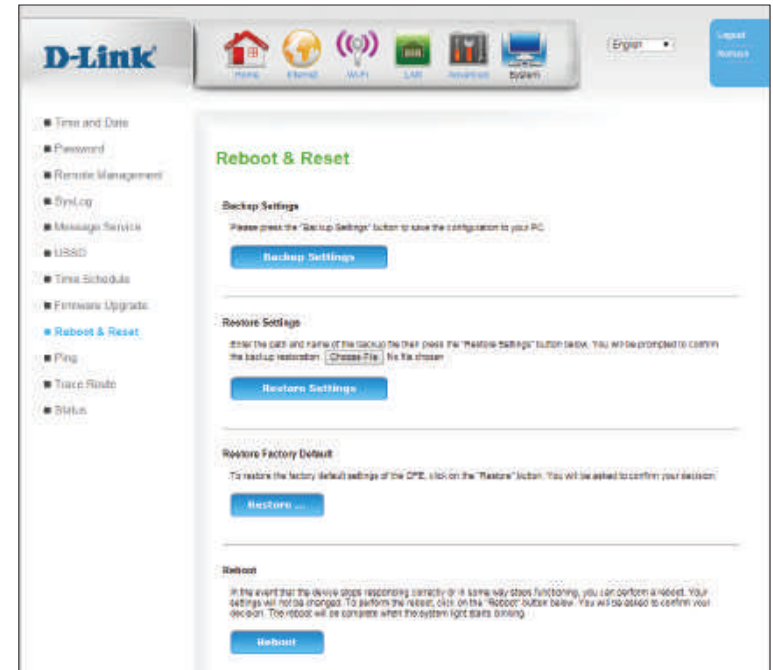 D-Link
Home
Internet
Wi-Fi
LAN
Advanced
System
English
Logout
Time and Date
Password
Remote Management
SysLog
Message Service
USSD
Time Schedule
Firmware Upgrade
Reboot & Reset
Ping
Trace Route
Status
Reboot & Reset
Backup Settings
Please press the "Backup Settings" button to save the configuration to your PC.
Backup Settings
Restore Settings
Enter the path and name of the backup file then press the "Restore Settings" button below. You will be prompted to confirm
the backup restoration. Choose File No file chosen
Restore Settings
Restore Factory Default
To restore the factory default settings of the CPE, click on the "Restore" button. You will be asked to confirm your decision.
Restore ...
Reboot
In the event that the device stops responding correctly or in some way stops functioning, you can perform a reboot. Your
settings will not be changed. To perform the reboot, click on the "Reboot" button below. You will be asked to confirm your
decision. The reboot will be complete when the system light starts blinking.
Reboot